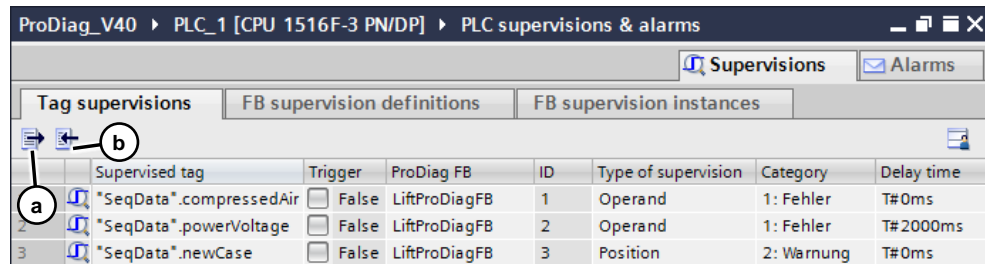 ProDiag_V40 ▸ PLC_1 [CPU 1516F-3 PN/DP] ▸ PLC supervisions & alarms
Supervisions Alarms
Tag supervisions FB supervision definitions FB supervision instances
b
Supervised tag Trigger ProDiag FB ID Type of supervision Category Delay time
a "SeqData".compressedAir False LiftProDiagFB 1 Operand 1: Fehler T#0ms
2 "SeqData".powerVoltage False LiftProDiagFB 2 Operand 1: Fehler T#2000ms
3 "SeqData".newCase False LiftProDiagFB 3 Position 2: Warnung T#0ms